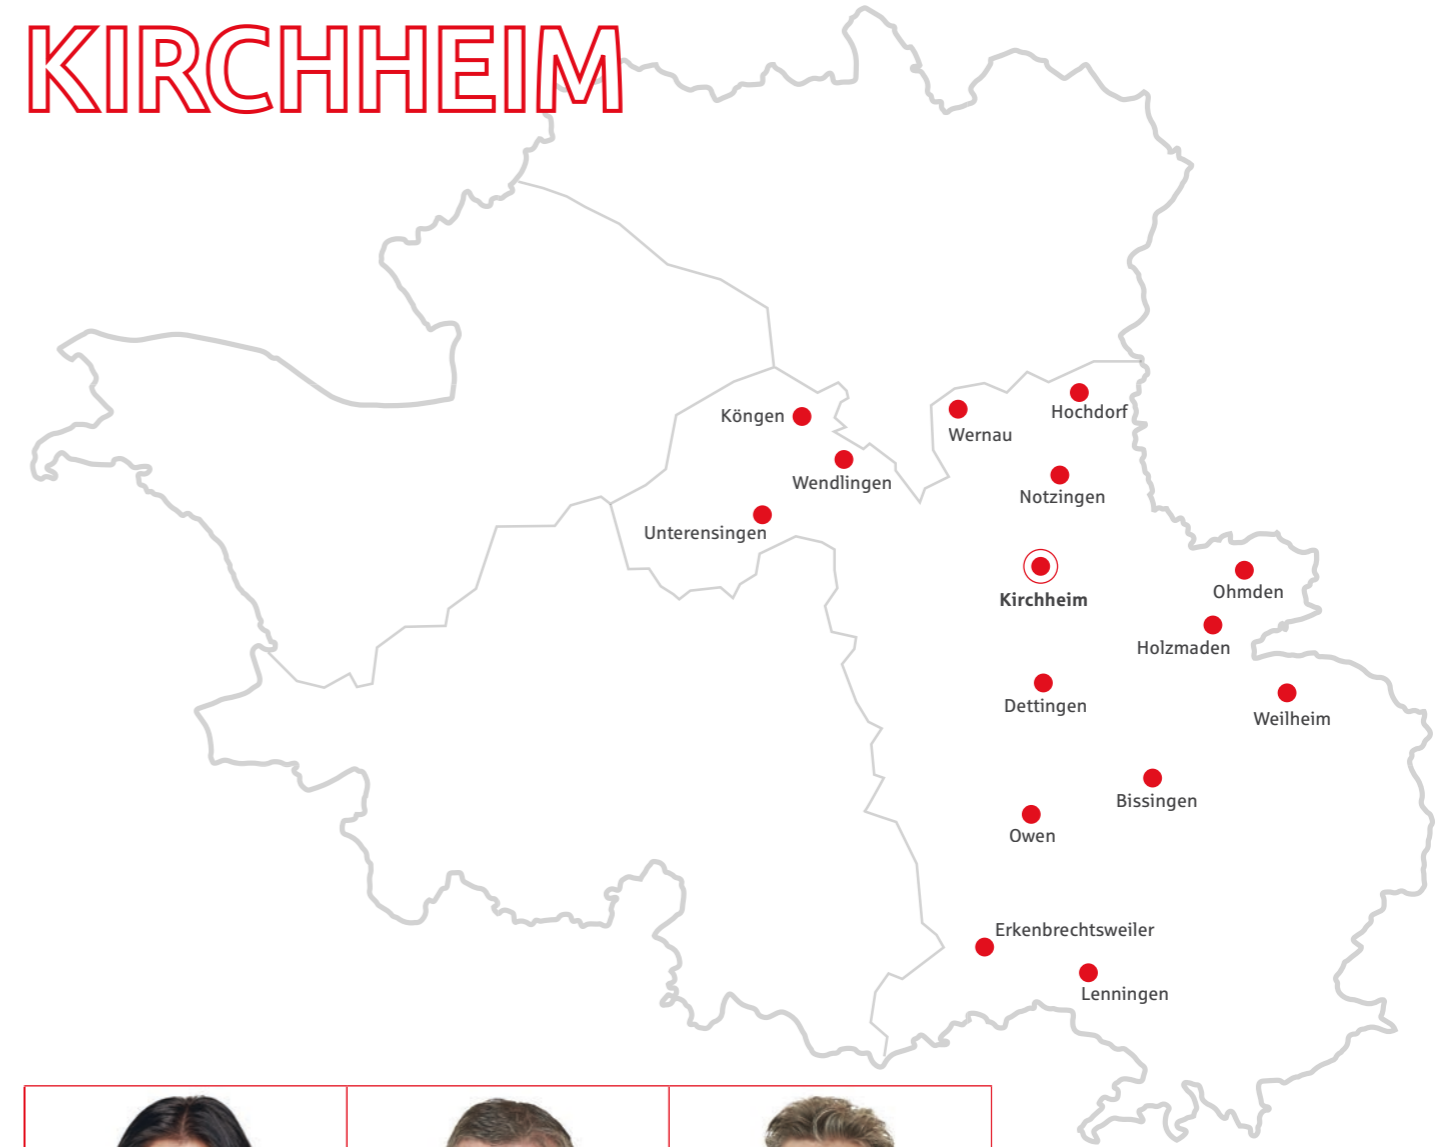 KIRCHHEIM
Hochdorf
Köngen
Wernau
Wendlingen
Notzingen
Unterensingen
Ohmden
Kirchheim
Holzmaden
Dettingen
Weilheim
Bissingen
Owen
Erkenbrechtsweiler
Lenningen